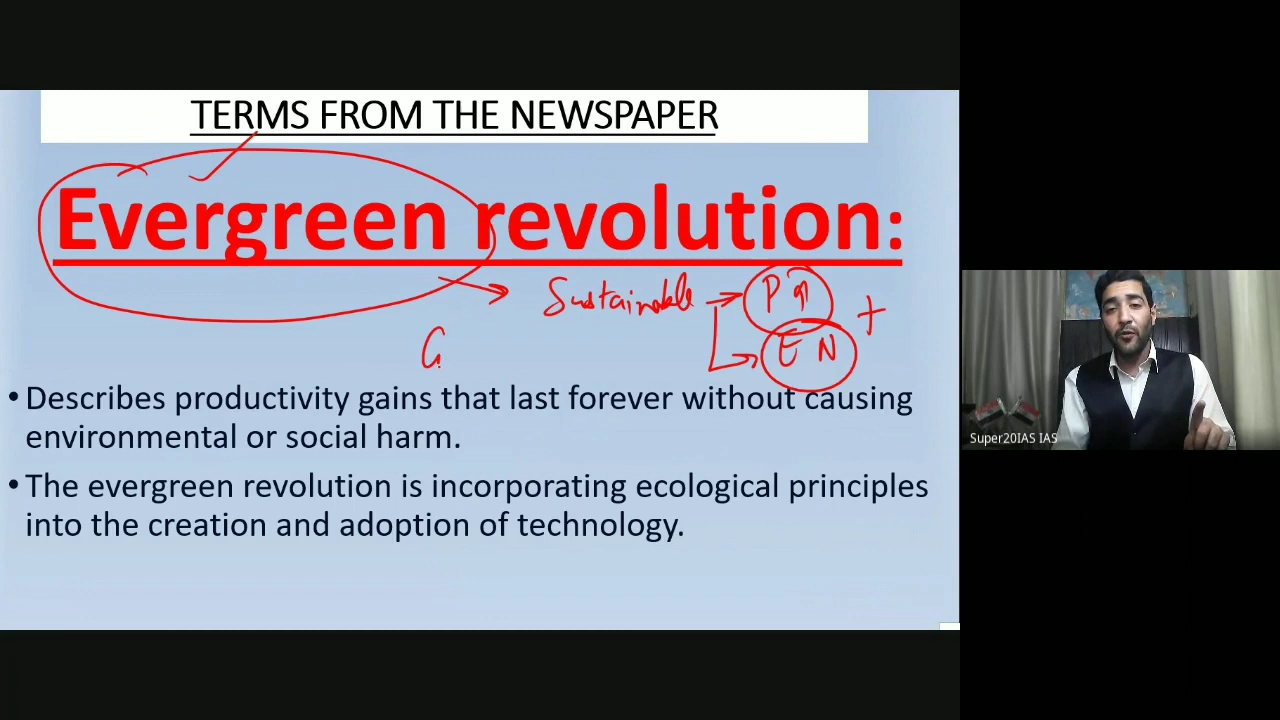 TERMS FROM THE NEWSPAPER
Evergreen revolution:
Sustainable → P ↑
+
E N
G
• Describes productivity gains that last forever without causing
environmental or social harm.
• The evergreen revolution is incorporating ecological principles
into the creation and adoption of technology.
Super20IAS IAS